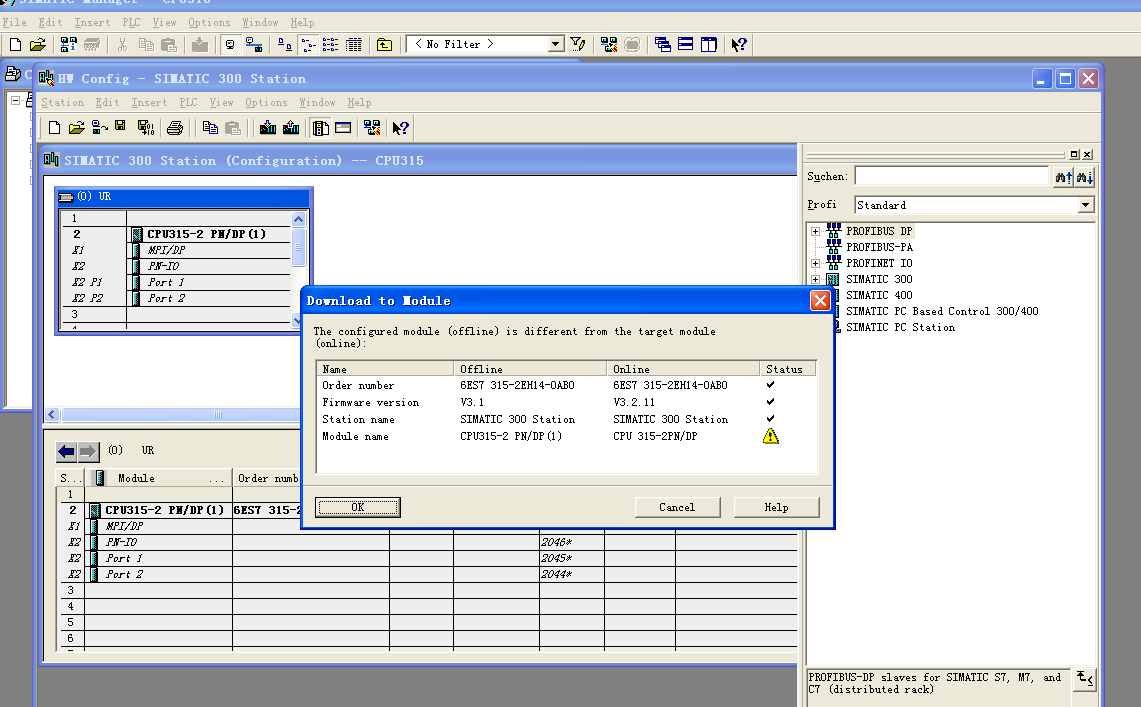 SIMATIC Manager - CPU315
File Edit Insert PLC View Options Window Help
< No Filter >
HW Config - SIMATIC 300 Station
Station Edit Insert PLC View Options Window Help
SIMATIC 300 Station (Configuration) -- CPU315
(0) UR
1
2 CPU315-2 PN/DP(1)
X1 MPI/DP
X2 PN-IO
X2 P1 Port 1
X2 P2 Port 2
3
Suchen:
Profi Standard
PROFIBUS DP
PROFIBUS-PA
PROFINET IO
SIMATIC 300
SIMATIC 400
SIMATIC PC Based Control 300/400
SIMATIC PC Station
Download to Module
The configured module (offline) is different from the target module
(online):
Name Offline Online Status
Order number 6ES7 315-2EH14-0AB0 6ES7 315-2EH14-0AB0
Firmware version V3.1 V3.2.11
Station name SIMATIC 300 Station SIMATIC 300 Station
Module name CPU315-2 PN/DP(1) CPU 315-2PN/DP
OK Cancel Help
(0) UR
S... Module ... Order numb
1
2 CPU315-2 PN/DP(1) 6ES7 315-2
X1 MPI/DP
X2 PN-IO 2046*
X2 Port 1 2045*
X2 Port 2 2044*
3
4
5
6
PROFIBUS-DP slaves for SIMATIC S7, M7, and
C7 (distributed rack)